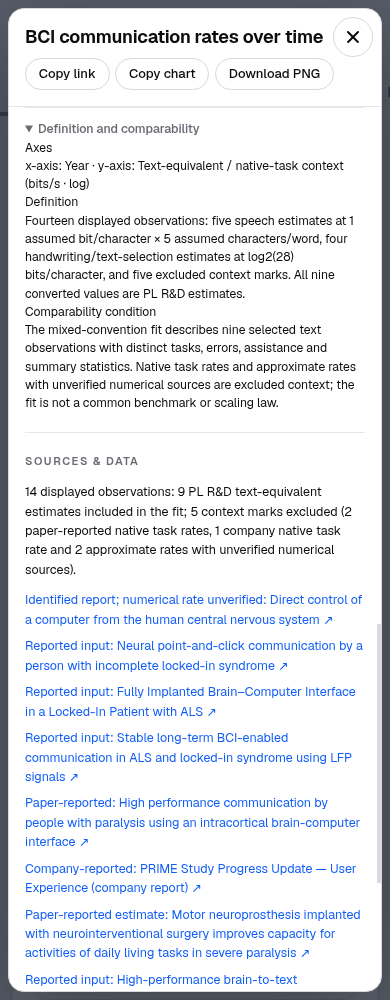 BCI communication rates over time
Copy link
Copy chart
Download PNG
▼ Definition and comparability
Axes
x-axis: Year · y-axis: Text-equivalent / native-task context
(bits/s · log)
Definition
Fourteen displayed observations: five speech estimates at 1
assumed bit/character × 5 assumed characters/word, four
handwriting/text-selection estimates at log2(28)
bits/character, and five excluded context marks. All nine
converted values are PL R&D estimates.
Comparability condition
The mixed-convention fit describes nine selected text
observations with distinct tasks, errors, assistance and
summary statistics. Native task rates and approximate rates
with unverified numerical sources are excluded context; the
fit is not a common benchmark or scaling law.
SOURCES & DATA
14 displayed observations: 9 PL R&D text-equivalent
estimates included in the fit; 5 context marks excluded (2
paper-reported native task rates, 1 company native task
rate and 2 approximate rates with unverified numerical
sources).
Identified report; numerical rate unverified: Direct control of
a computer from the human central nervous system ↗
Reported input: Neural point-and-click communication by a
person with incomplete locked-in syndrome ↗
Reported input: Fully Implanted Brain–Computer Interface
in a Locked-In Patient with ALS ↗
Reported input: Stable long-term BCI-enabled
communication in ALS and locked-in syndrome using LFP
signals ↗
Paper-reported: High performance communication by
people with paralysis using an intracortical brain-computer
interface ↗
Company-reported: PRIME Study Progress Update — User
Experience (company report) ↗
Paper-reported estimate: Motor neuroprosthesis implanted
with neurointerventional surgery improves capacity for
activities of daily living tasks in severe paralysis ↗
Reported input: High-performance brain-to-text